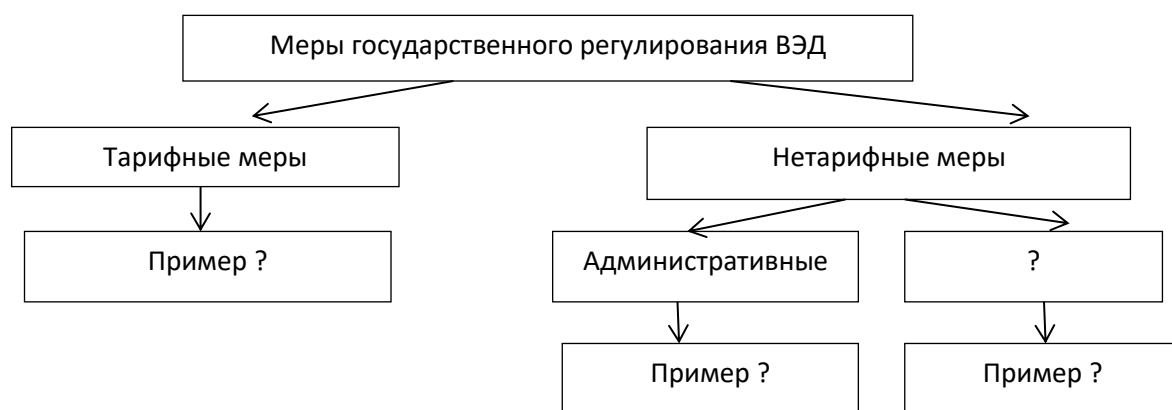 Меры государственного регулирования ВЭД
Тарифные меры
Нетарифные меры
Пример ?
Административные
?
Пример ?
Пример ?